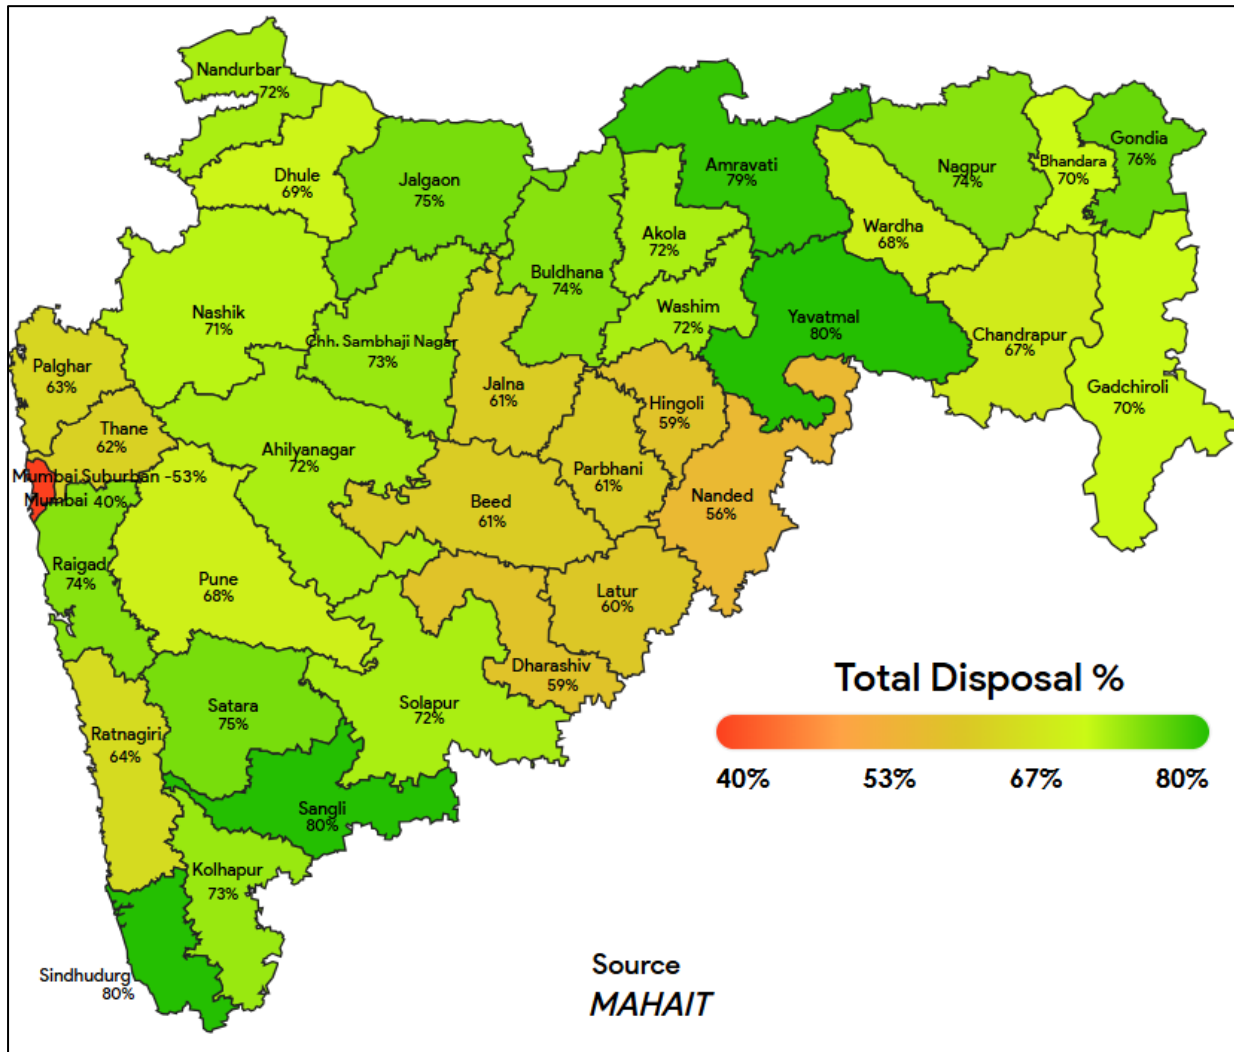 Nandurbar
72%
Dhule
69%
Jalgaon
75%
Amravati
79%
Nagpur
74%
Bhandara
70%
Gondia
76%
Akola
72%
Wardha
68%
Buldhana
74%
Washim
72%
Yavatmal
80%
Nashik
71%
Chh. Sambhaji Nagar
73%
Chandrapur
67%
Palghar
63%
Jalna
61%
Hingoli
59%
Gadchiroli
70%
Thane
62%
Ahilyanagar
72%
Parbhani
61%
Mumbai Suburban -53%
Mumbai 40%
Beed
61%
Nanded
56%
Raigad
74%
Pune
68%
Latur
60%
Dharashiv
59%
Satara
75%
Solapur
72%
Ratnagiri
64%
Sangli
80%
Kolhapur
73%
Sindhudurg
80%
Total Disposal %
40% 53% 67% 80%
Source
MAHAIT